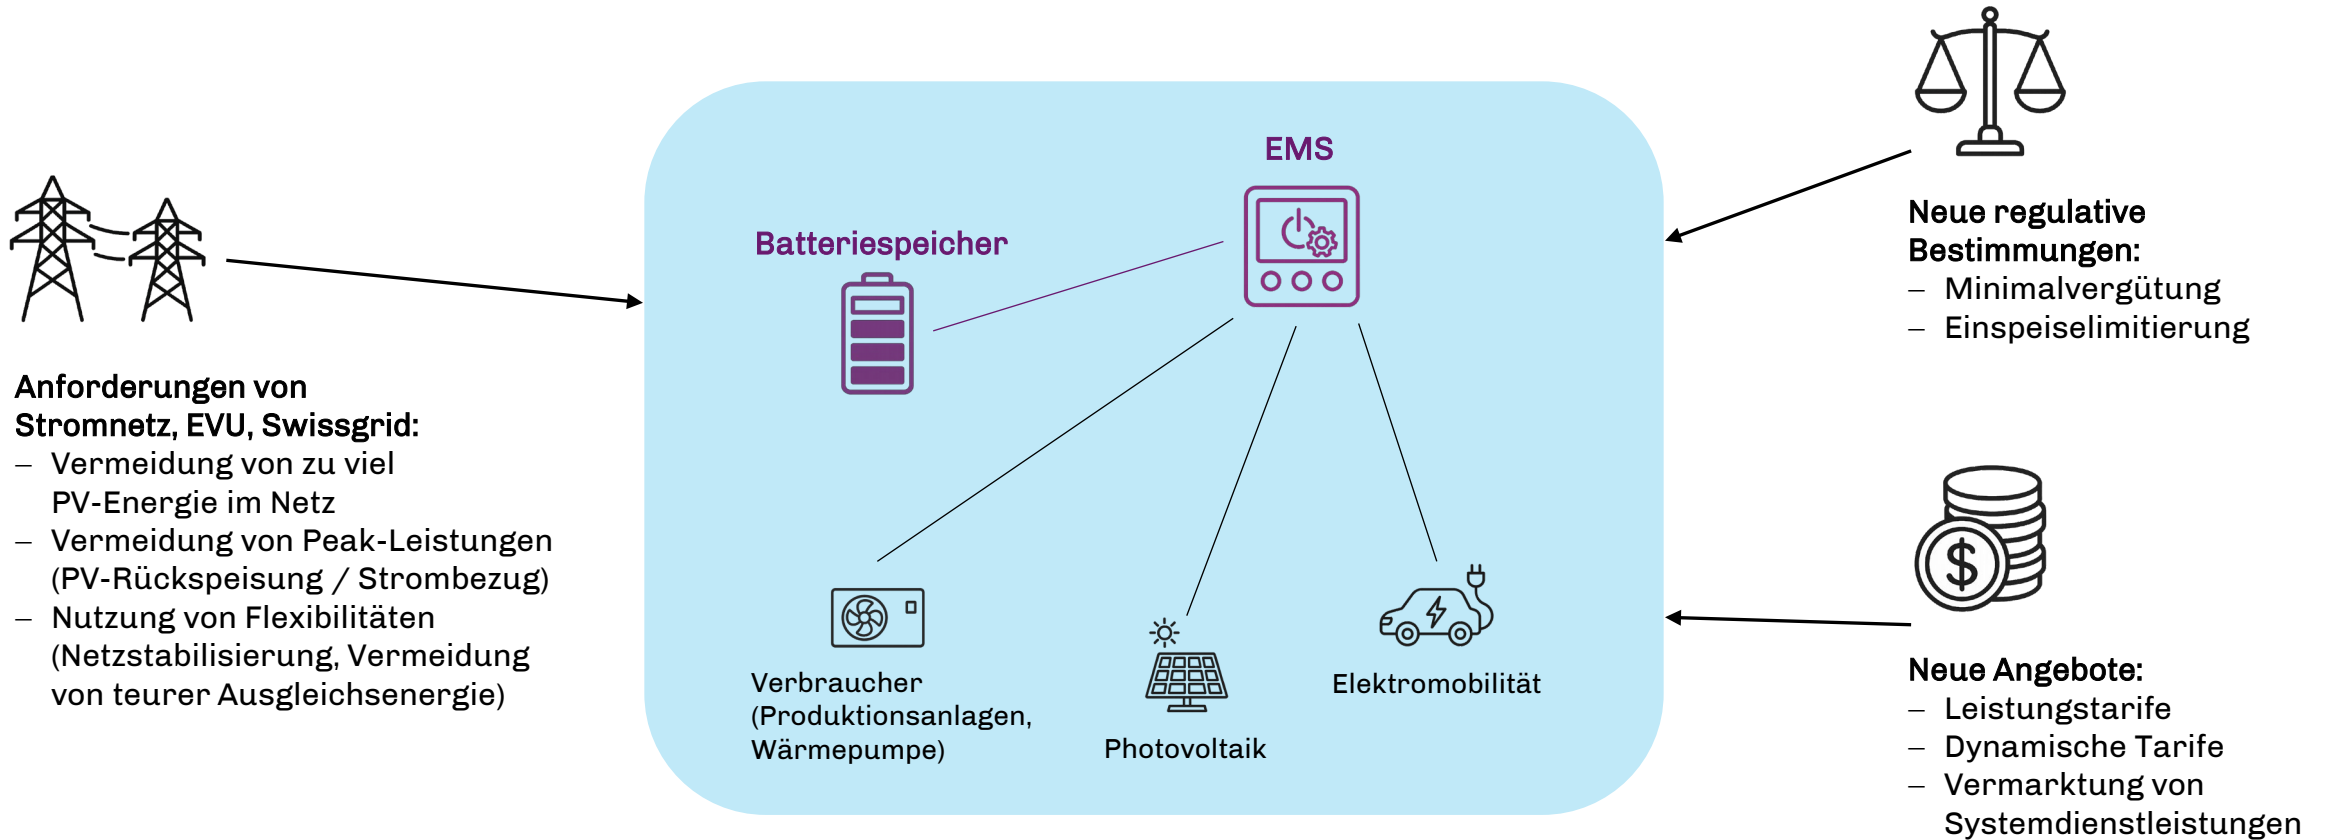 Anforderungen von
Stromnetz, EVU, Swissgrid:
– Vermeidung von zu viel
PV-Energie im Netz
– Vermeidung von Peak-Leistungen
(PV-Rückspeisung / Strombezug)
– Nutzung von Flexibilitäten
(Netzstabilisierung, Vermeidung
von teurer Ausgleichsenergie)
EMS
Batteriespeicher
Verbraucher
(Produktionsanlagen,
Wärmepumpe)
Photovoltaik
Elektromobilität
Neue regulative
Bestimmungen:
– Minimalvergütung
– Einspeiselimitierung
$
Neue Angebote:
– Leistungstarife
– Dynamische Tarife
– Vermarktung von
Systemdienstleistungen